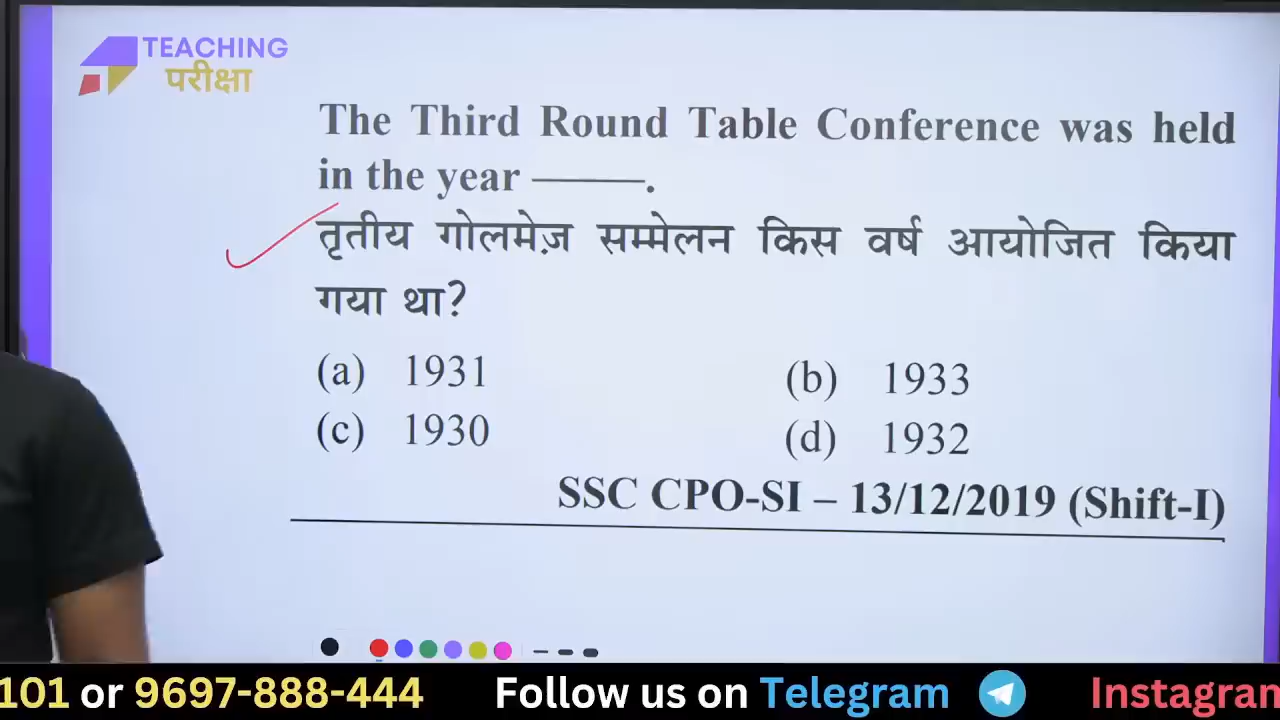 TEACHING
परीक्षा
The Third Round Table Conference was held
in the year ———.
तृतीय गोलमेज़ सम्मेलन किस वर्ष आयोजित किया
गया था?
(a) 1931 (b) 1933
(c) 1930 (d) 1932
SSC CPO-SI – 13/12/2019 (Shift-I)
101 or 9697-888-444 Follow us on Telegram Instagran